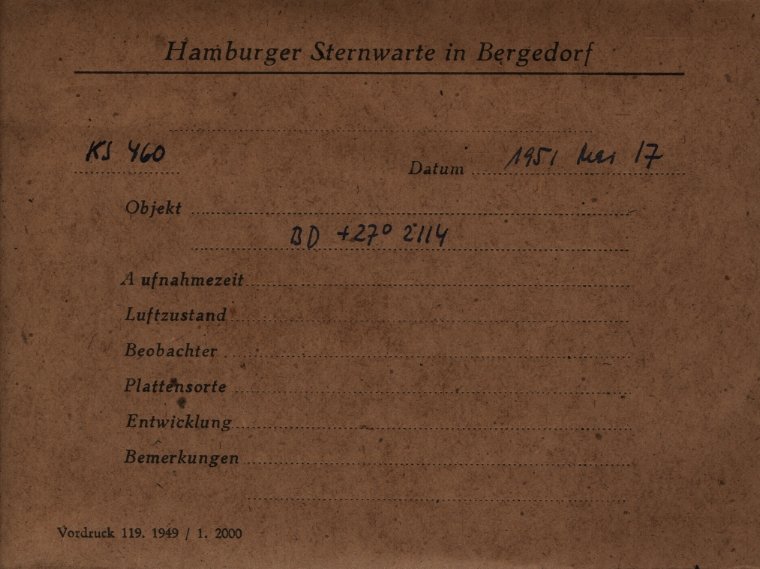 Hamburger Sternwarte in Bergedorf
KS 460 Datum 1951 Mai 17
Objekt
BD +27° 2114
Aufnahmezeit
Luftzustand
Beobachter
Plattensorte
Entwicklung
Bemerkungen
Vordruck 119. 1949 / 1. 2000